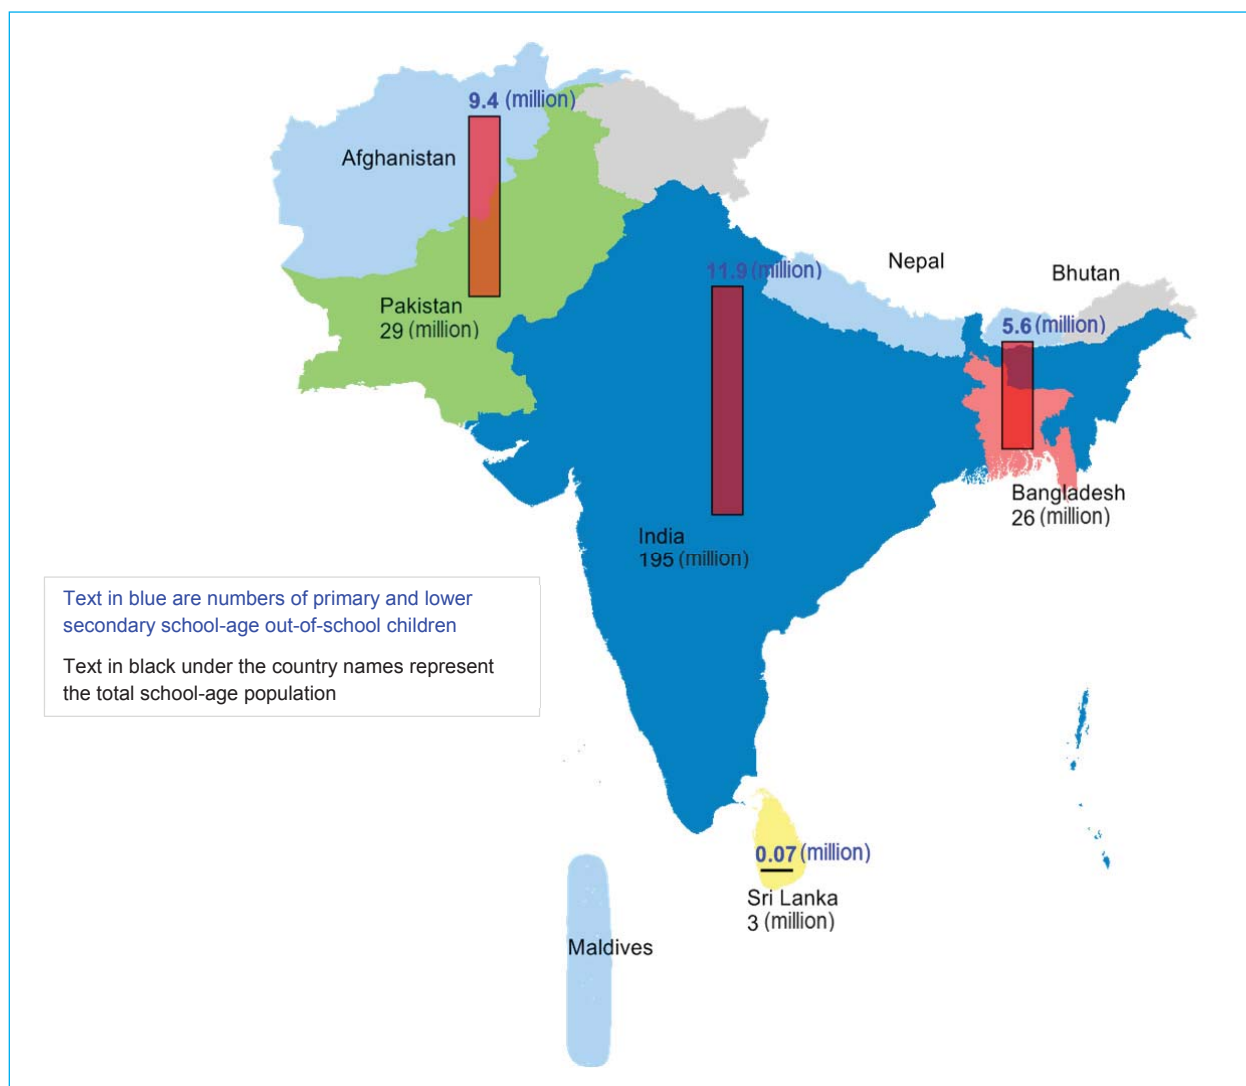 9.4 (million)
Afghanistan
Pakistan
29 (million)
11.9 (million)
Nepal
Bhutan
5.6 (million)
Bangladesh
26 (million)
India
195 (million)
Text in blue are numbers of primary and lower
secondary school-age out-of-school children
Text in black under the country names represent
the total school-age population
0.07 (million)
Sri Lanka
3 (million)
Maldives